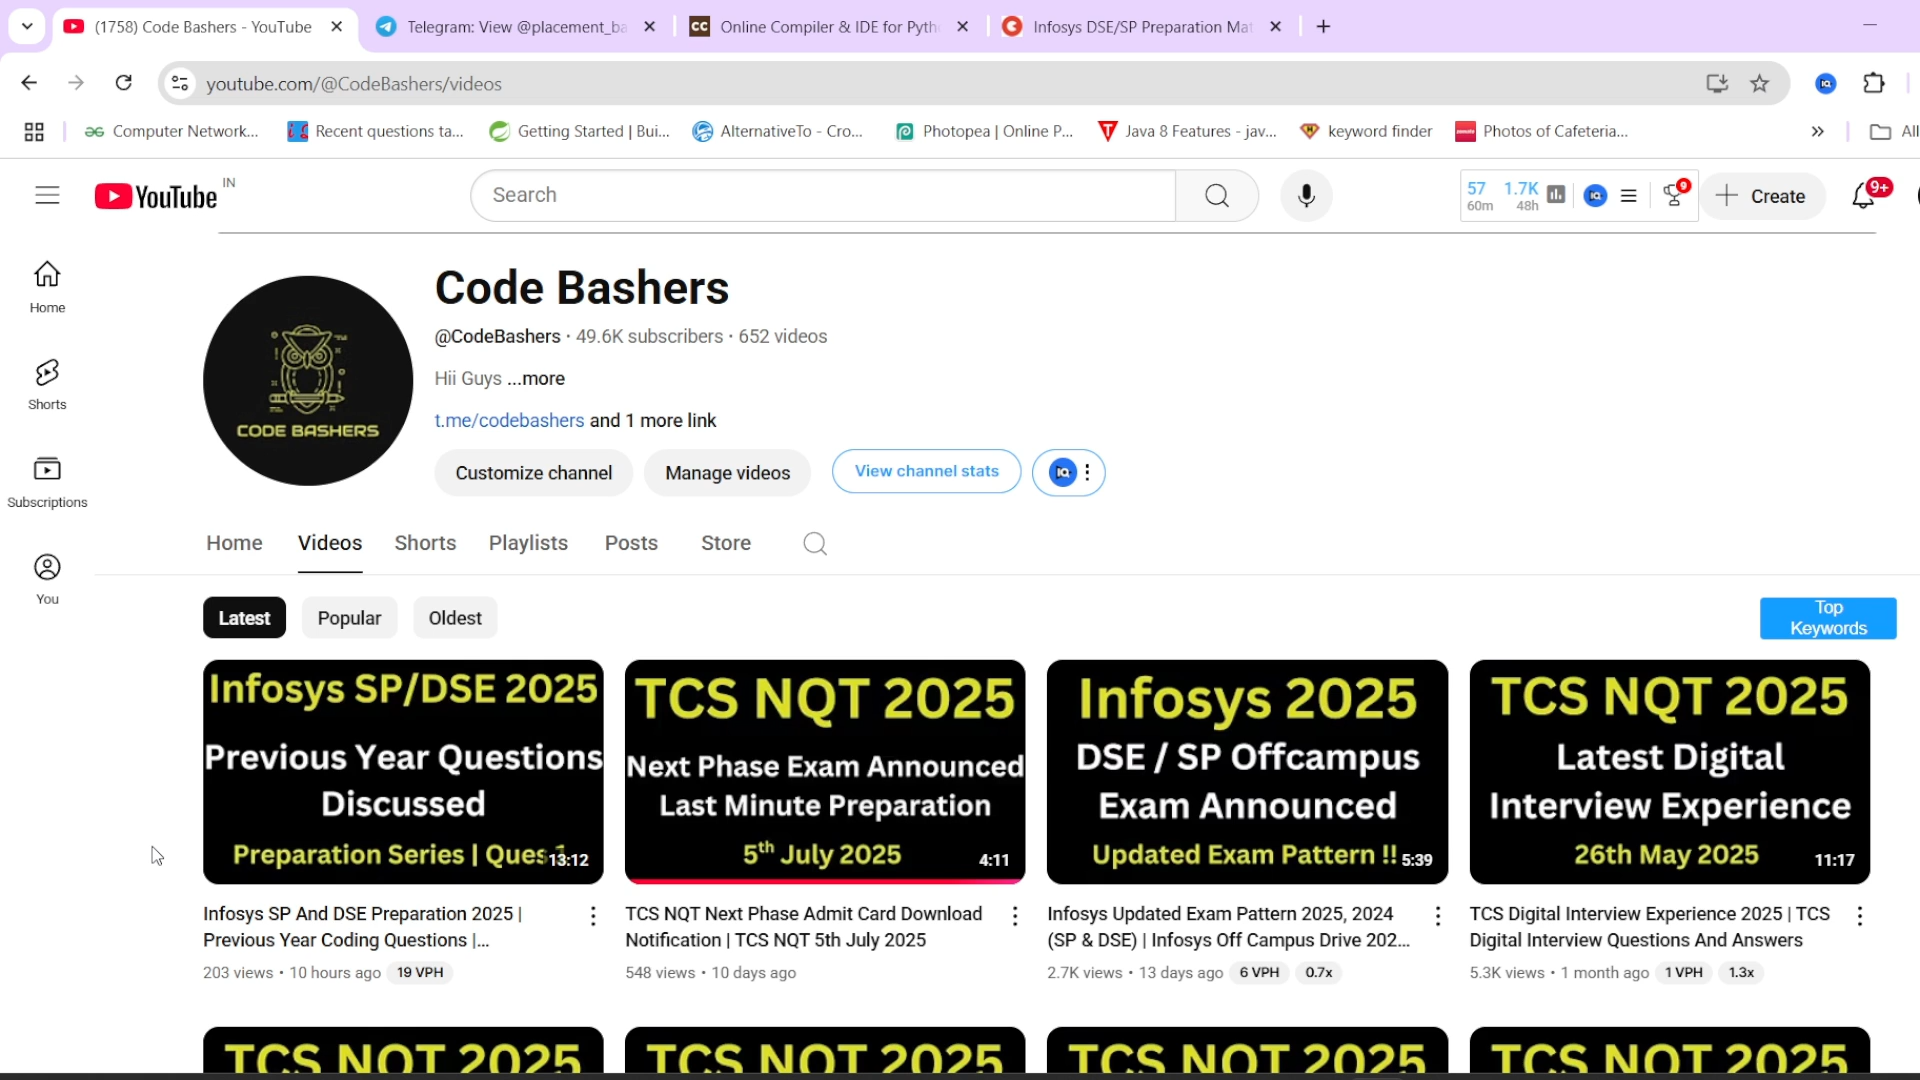 (1758) Code Bashers - YouTube
Telegram: View @placement_ba
Online Compiler & IDE for Pytho
Infosys DSE/SP Preparation Mat
youtube.com/@CodeBashers/videos
Computer Network...
Recent questions ta...
Getting Started | Bui...
AlternativeTo - Cro...
Photopea | Online P...
Java 8 Features - jav...
keyword finder
Photos of Cafeteria...
All
YouTube IN
Search
57 60m
1.7K 48h
9
Create
9+
Home
Shorts
Subscriptions
You
CODE BASHERS
Code Bashers
@CodeBashers · 49.6K subscribers · 652 videos
Hii Guys ...more
t.me/codebashers and 1 more link
Customize channel
Manage videos
View channel stats
Home
Videos
Shorts
Playlists
Posts
Store
Latest
Popular
Oldest
Top
Keywords
Infosys SP/DSE 2025
Previous Year Questions
Discussed
Preparation Series | Ques
13:12
Infosys SP And DSE Preparation 2025 |
Previous Year Coding Questions |...
203 views · 10 hours ago 19 VPH
TCS NQT 2025
Next Phase Exam Announced
Last Minute Preparation
5th July 2025
4:11
TCS NQT Next Phase Admit Card Download
Notification | TCS NQT 5th July 2025
548 views · 10 days ago
Infosys 2025
DSE / SP Offcampus
Exam Announced
Updated Exam Pattern !!
5:39
Infosys Updated Exam Pattern 2025, 2024
(SP & DSE) | Infosys Off Campus Drive 202...
2.7K views · 13 days ago 6 VPH 0.7x
TCS NQT 2025
Latest Digital
Interview Experience
26th May 2025
11:17
TCS Digital Interview Experience 2025 | TCS
Digital Interview Questions And Answers
5.3K views · 1 month ago 1 VPH 1.3x
TCS NQT 2025
TCS NQT 2025
TCS NQT 2025
TCS NQT 2025